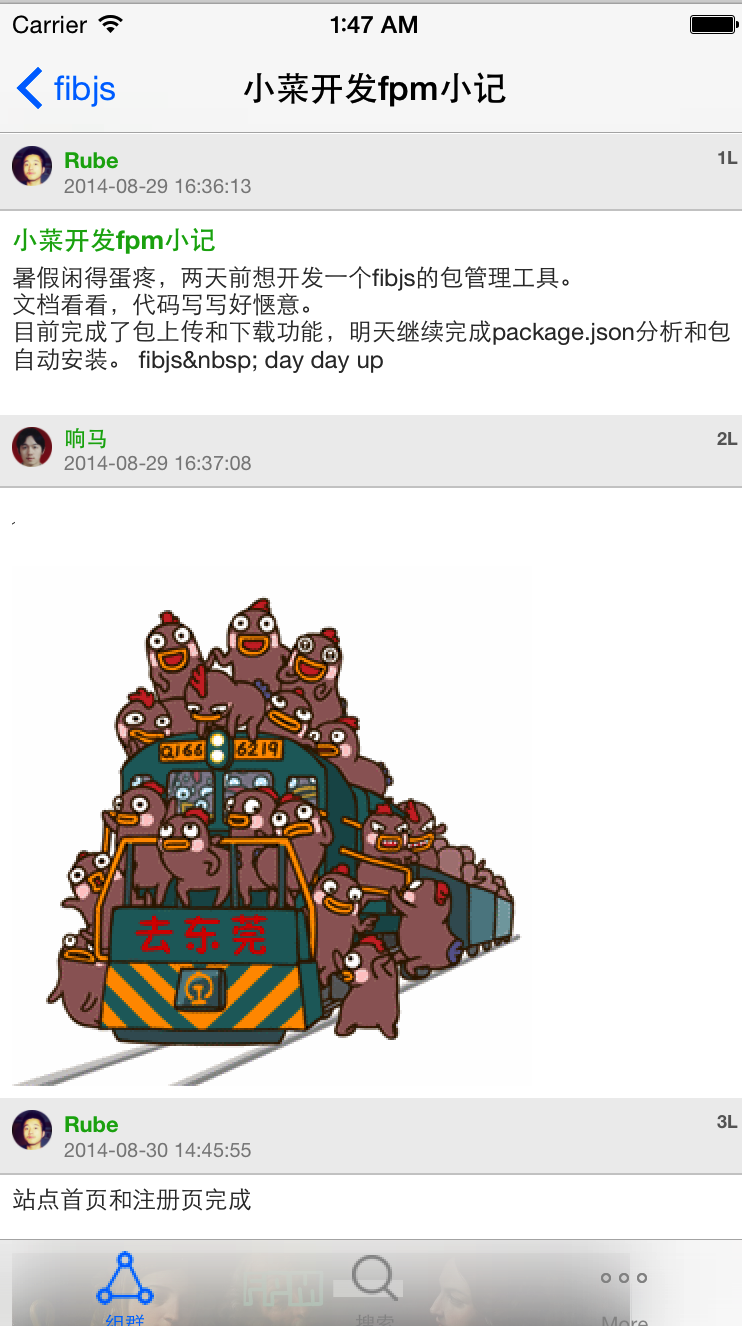 Carrier 1:47 AM
fibjs 小菜开发fpm小记
Rube 1L
2014-08-29 16:36:13
小菜开发fpm小记
暑假闲得蛋疼，两天前想开发一个fibjs的包管理工具。
文档看看，代码写写好惬意。
目前完成了包上传和下载功能，明天继续完成package.json分析和包
自动安装。 fibjs&nbsp; day day up
响马 2L
2014-08-29 16:37:08
Q166 6219
去东莞
Rube 3L
2014-08-30 14:45:55
站点首页和注册页完成
FPM
组群 搜索 More